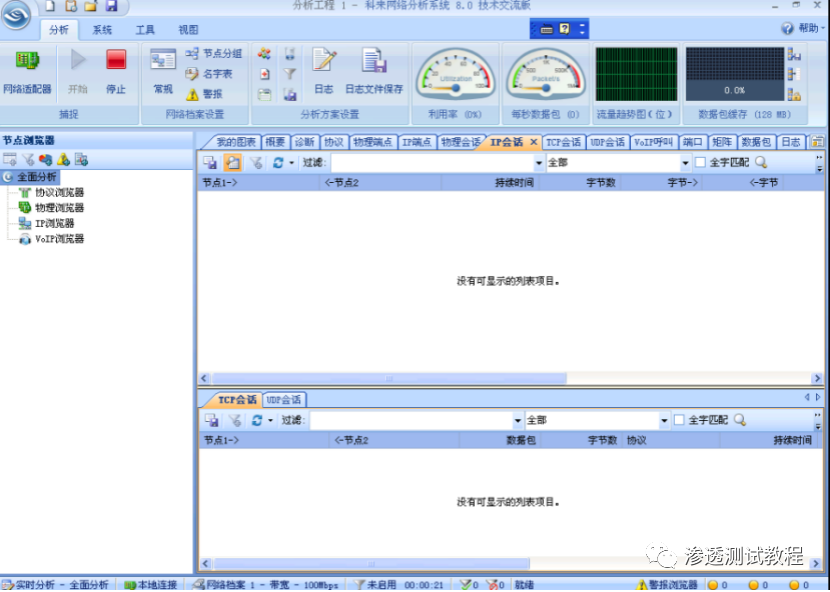 分析工程 1 - 科来网络分析系统 8.0 技术交流版
分析 系统 工具 视图
帮助
网络适配器 开始 停止
捕捉
常规 节点分组 名字表 警报
网络档案设置
日志 日志文件保存
分析方案设置
Utilization
利用率 (0%)
Packet/s
每秒数据包 (0)
流量趋势图(位)
0.0%
数据包缓存 (128 MB)
节点浏览器
全面分析
协议浏览器
物理浏览器
IP浏览器
VoIP浏览器
我的图表 概要 诊断 协议 物理端点 IP端点 物理会话 IP会话 TCP会话 UDP会话 VoIP呼叫 端口 矩阵 数据包 日志
过滤: 全部 全字匹配
节点1-> <-节点2 持续时间 字节数 字节-> <-字节
没有可显示的列表项目。
TCP会话 UDP会话
过滤: 全部 全字匹配
节点1-> <-节点2 数据包 字节数 协议 持续时间
没有可显示的列表项目。
渗透测试教程
实时分析 - 全面分析 本地连接 网络档案 1 - 带宽 - 100Mbps 未启用 00:00:21 0 0 就绪 警报浏览器 0 0 0